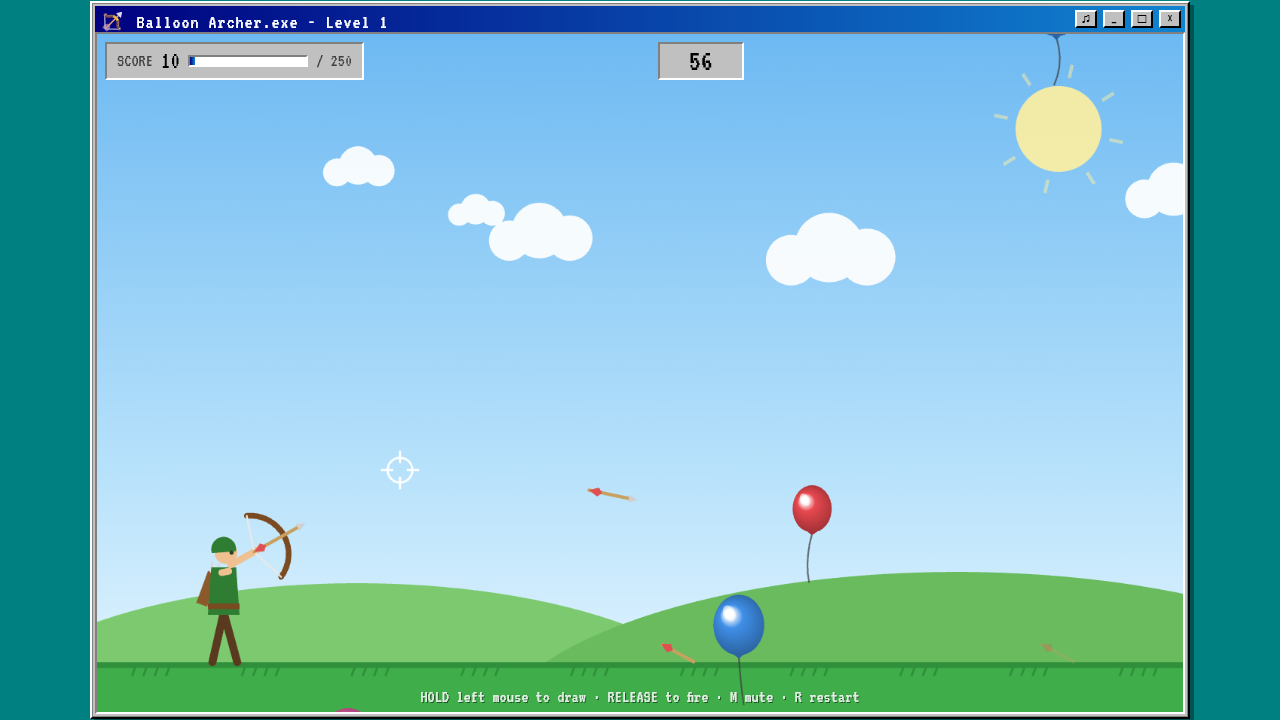 Balloon Archer.exe - Level 1
SCORE 10 / 250
56
HOLD left mouse to draw · RELEASE to fire · M mute · R restart